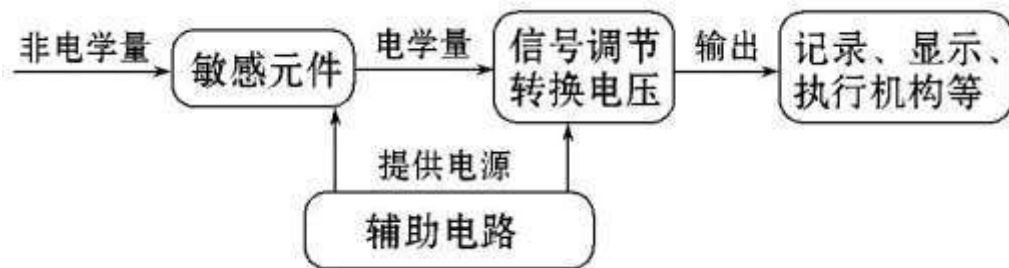 非电学量
敏感元件
电学量
信号调节
转换电压
输出
记录、显示、
执行机构等
提供电源
辅助电路